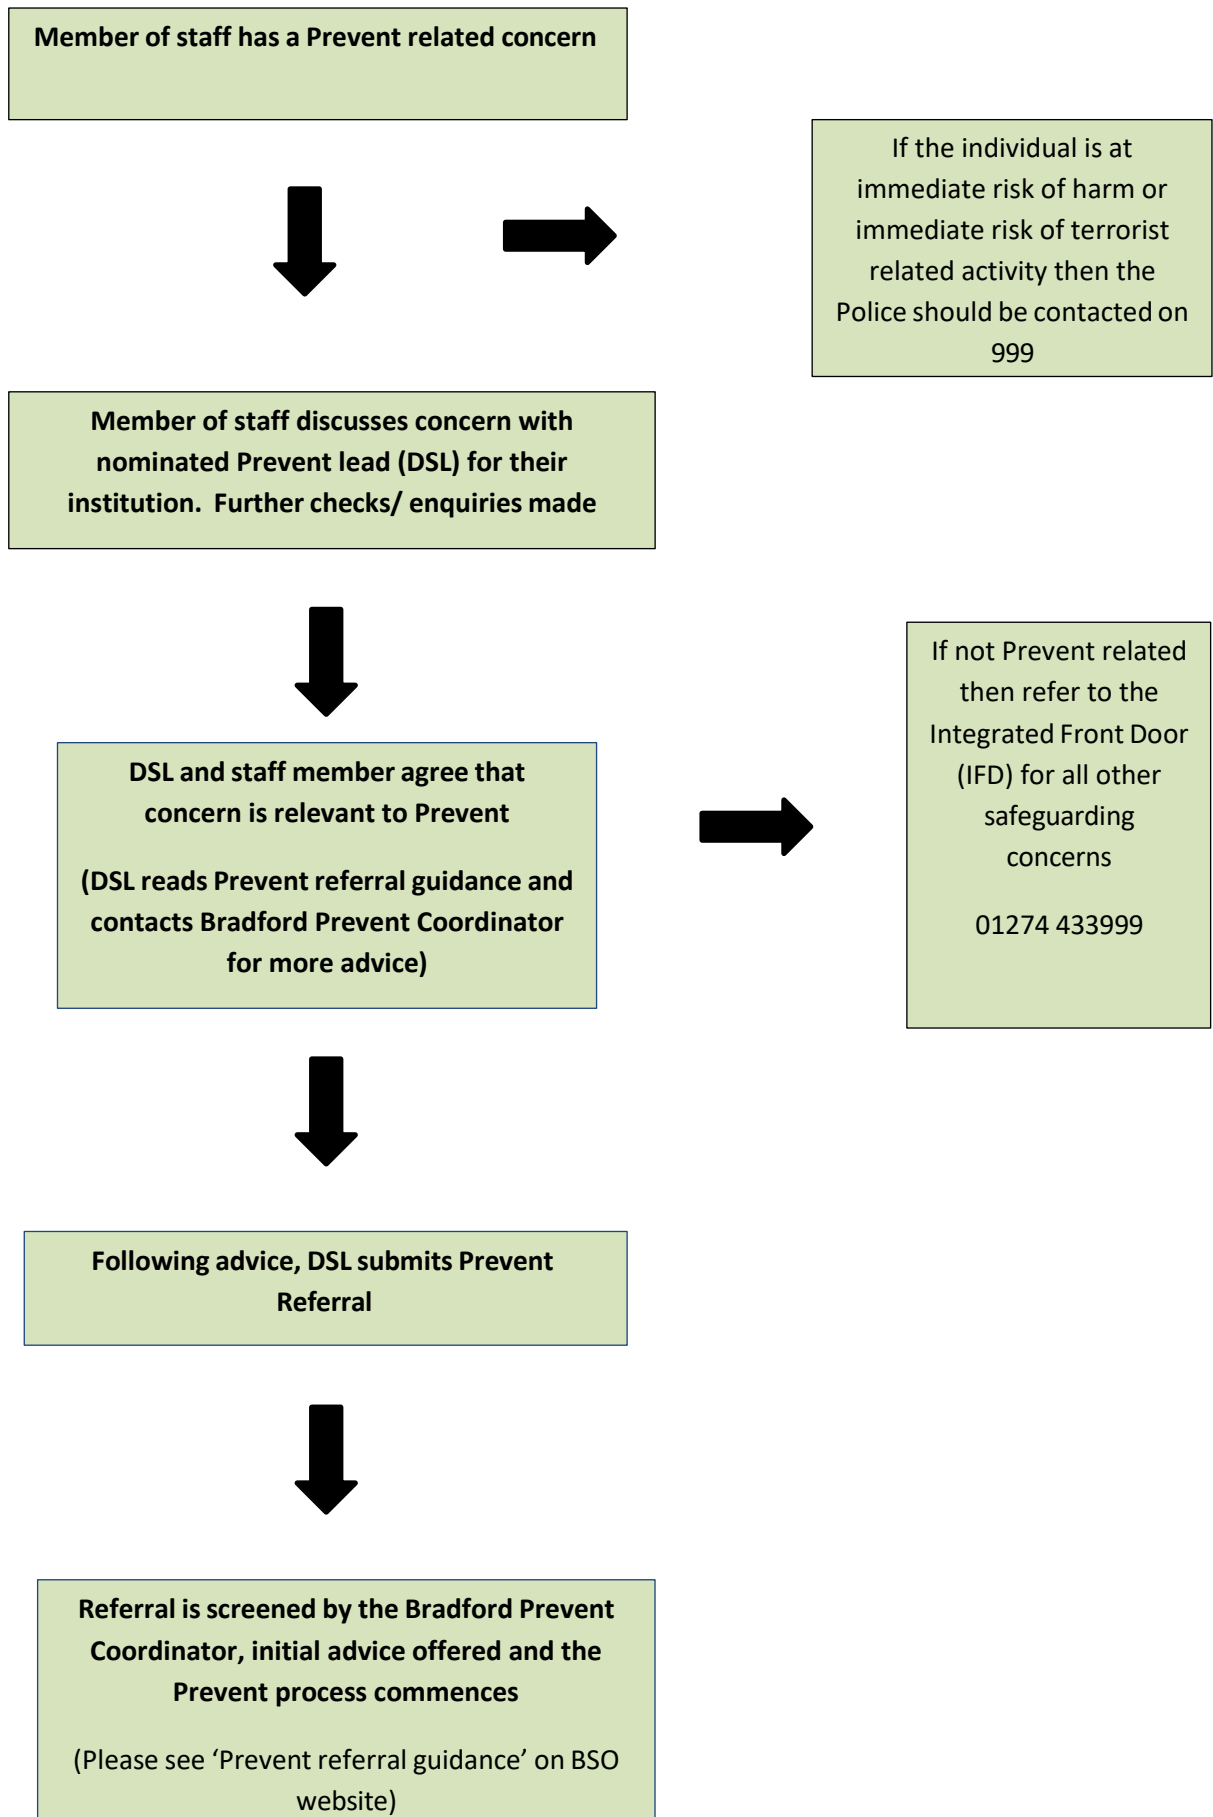 Member of staff has a Prevent related concern
If the individual is at
immediate risk of harm or
immediate risk of terrorist
related activity then the
Police should be contacted on
999
Member of staff discusses concern with
nominated Prevent lead (DSL) for their
institution.  Further checks/ enquiries made
If not Prevent related
then refer to the
Integrated Front Door
(IFD) for all other
safeguarding
concerns
01274 433999
DSL and staff member agree that
concern is relevant to Prevent
(DSL reads Prevent referral guidance and
contacts Bradford Prevent Coordinator
for more advice)
Following advice, DSL submits Prevent
Referral
Referral is screened by the Bradford Prevent
Coordinator, initial advice offered and the
Prevent process commences
(Please see ‘Prevent referral guidance’ on BSO
website)